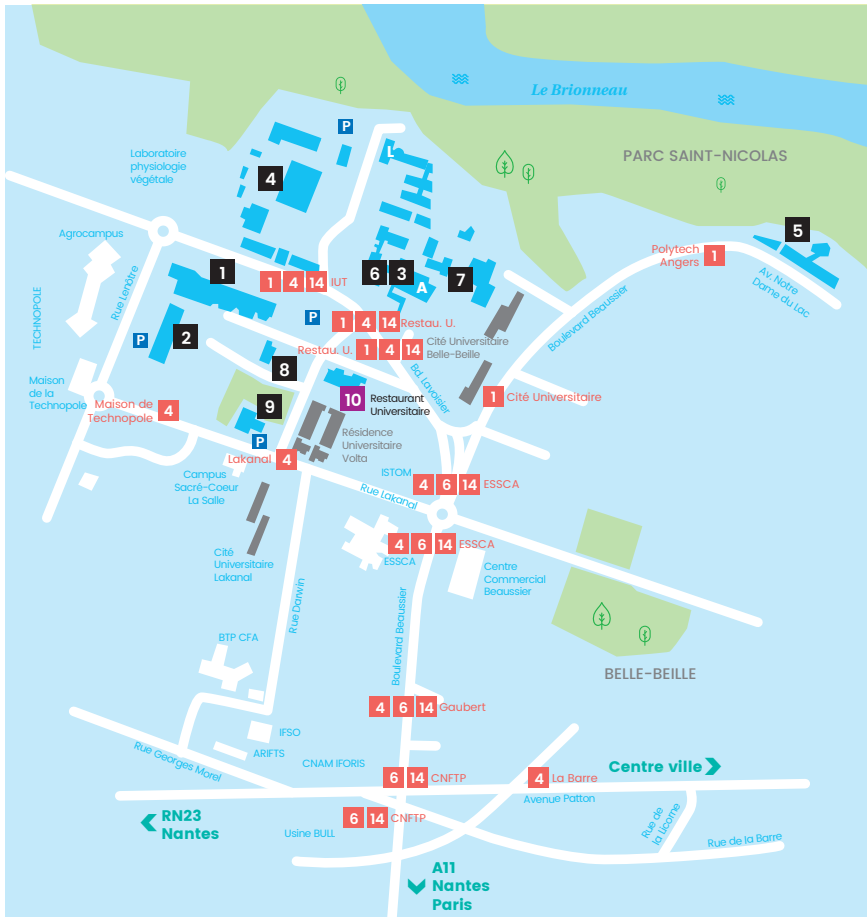 Le Brionneau
P
L
Laboratoire
physiologie
végétale
PARC SAINT-NICOLAS
4
5
Agrocampus
Polytech
Angers
1
1
1 4 14 IUT
6 3
A
7
Av. Notre
Dame du Lac
Rue Lenôtre
TECHNOPOLE
P
1 4 14 Restau. U.
Boulevard Beaussier
P
2
Restau. U. 1 4 14
Cité Universitaire
Belle-Beille
Bd. Lavoisier
8
Maison
de la
Technopole
Maison de
Technopole
4
9
10
Restaurant
Universitaire
1 Cité Universitaire
P
Résidence
Universitaire
Volta
Lakanal 4
Campus
Sacré-Coeur
La Salle
ISTOM
4 6 14 ESSCA
Rue Lakanal
4 6 14 ESSCA
ESSCA
Cité
Universitaire
Lakanal
Centre
Commercial
Beaussier
Rue Darwin
Boulevard Beaussier
BTP CFA
BELLE-BEILLE
4 6 14 Gaubert
IFSO
ARIFTS
Rue Georges Morel
CNAM IFORIS
6 14 CNFTP
4 La Barre
Centre ville
Avenue Patton
RN23
Nantes
6 14 CNFTP
Usine BULL
Rue de
la Licorne
Rue de la Barre
A11
Nantes
Paris